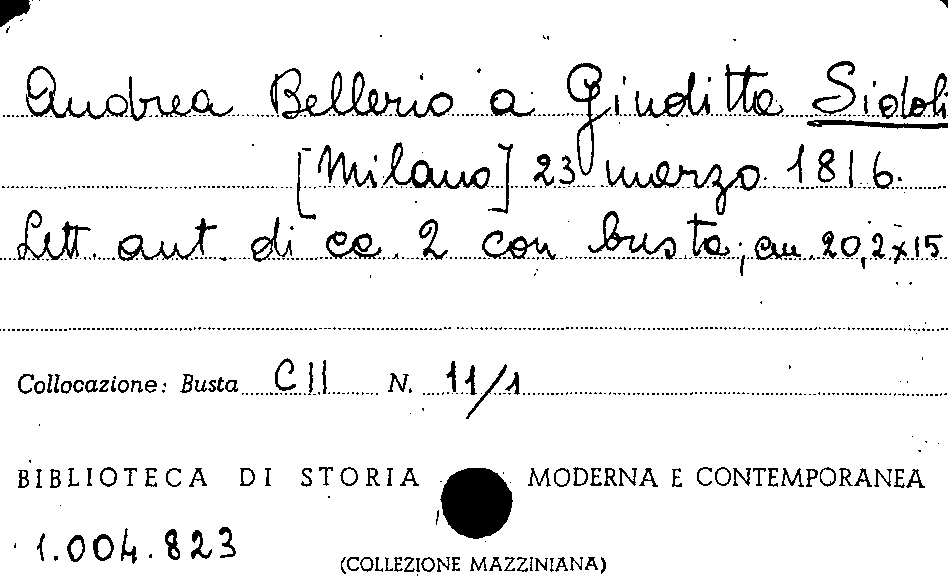 Andrea Bellerio a Giuditta Sidoli
[Milano] 23 marzo 1816.
Lett. aut. di cc. 2 con busta; cm. 20,2x15
Collocazione: Busta CII N. 11/1
BIBLIOTECA DI STORIA MODERNA E CONTEMPORANEA
1.004.823
(COLLEZIONE MAZZINIANA)